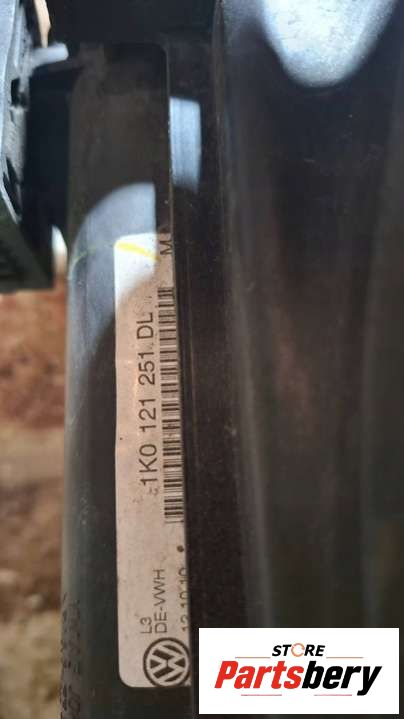 1K0 121 251 DL
M
L3
DE-VWH
STORE
Partsbery